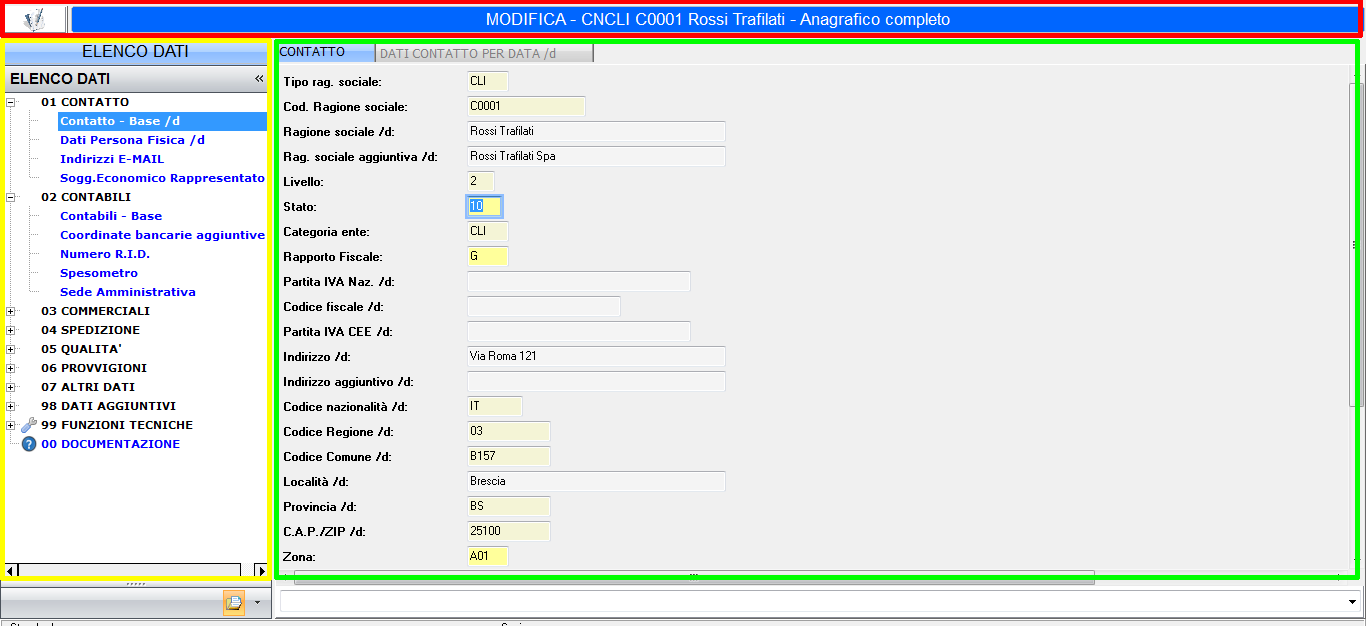 MODIFICA - CNCLI C0001 Rossi Trafilati - Anagrafico completo
ELENCO DATI
ELENCO DATI «
01 CONTATTO
Contatto - Base /d
Dati Persona Fisica /d
Indirizzi E-MAIL
Sogg.Economico Rappresentato
02 CONTABILI
Contabili - Base
Coordinate bancarie aggiuntive
Numero R.I.D.
Spesometro
Sede Amministrativa
03 COMMERCIALI
04 SPEDIZIONE
05 QUALITA'
06 PROVVIGIONI
07 ALTRI DATI
98 DATI AGGIUNTIVI
99 FUNZIONI TECNICHE
00 DOCUMENTAZIONE
CONTATTO DATI CONTATTO PER DATA /d
Tipo rag. sociale: CLI
Cod. Ragione sociale: C0001
Ragione sociale /d: Rossi Trafilati
Rag. sociale aggiuntiva /d: Rossi Trafilati Spa
Livello: 2
Stato: 10
Categoria ente: CLI
Rapporto Fiscale: G
Partita IVA Naz. /d:
Codice fiscale /d:
Partita IVA CEE /d:
Indirizzo /d: Via Roma 121
Indirizzo aggiuntivo /d:
Codice nazionalità /d: IT
Codice Regione /d: 03
Codice Comune /d: B157
Località /d: Brescia
Provincia /d: BS
C.A.P./ZIP /d: 25100
Zona: A01